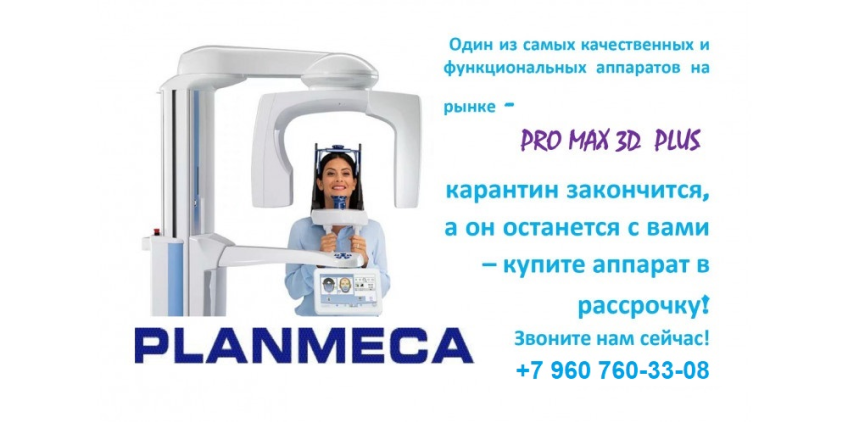 Один из самых качественных и
функциональных аппаратов на
рынке -
PRO MAX 3D PLUS
карантин закончится,
а он останется с вами
– купите аппарат в
рассрочку!
Звоните нам сейчас!
+7 960 760-33-08
PLANMECA